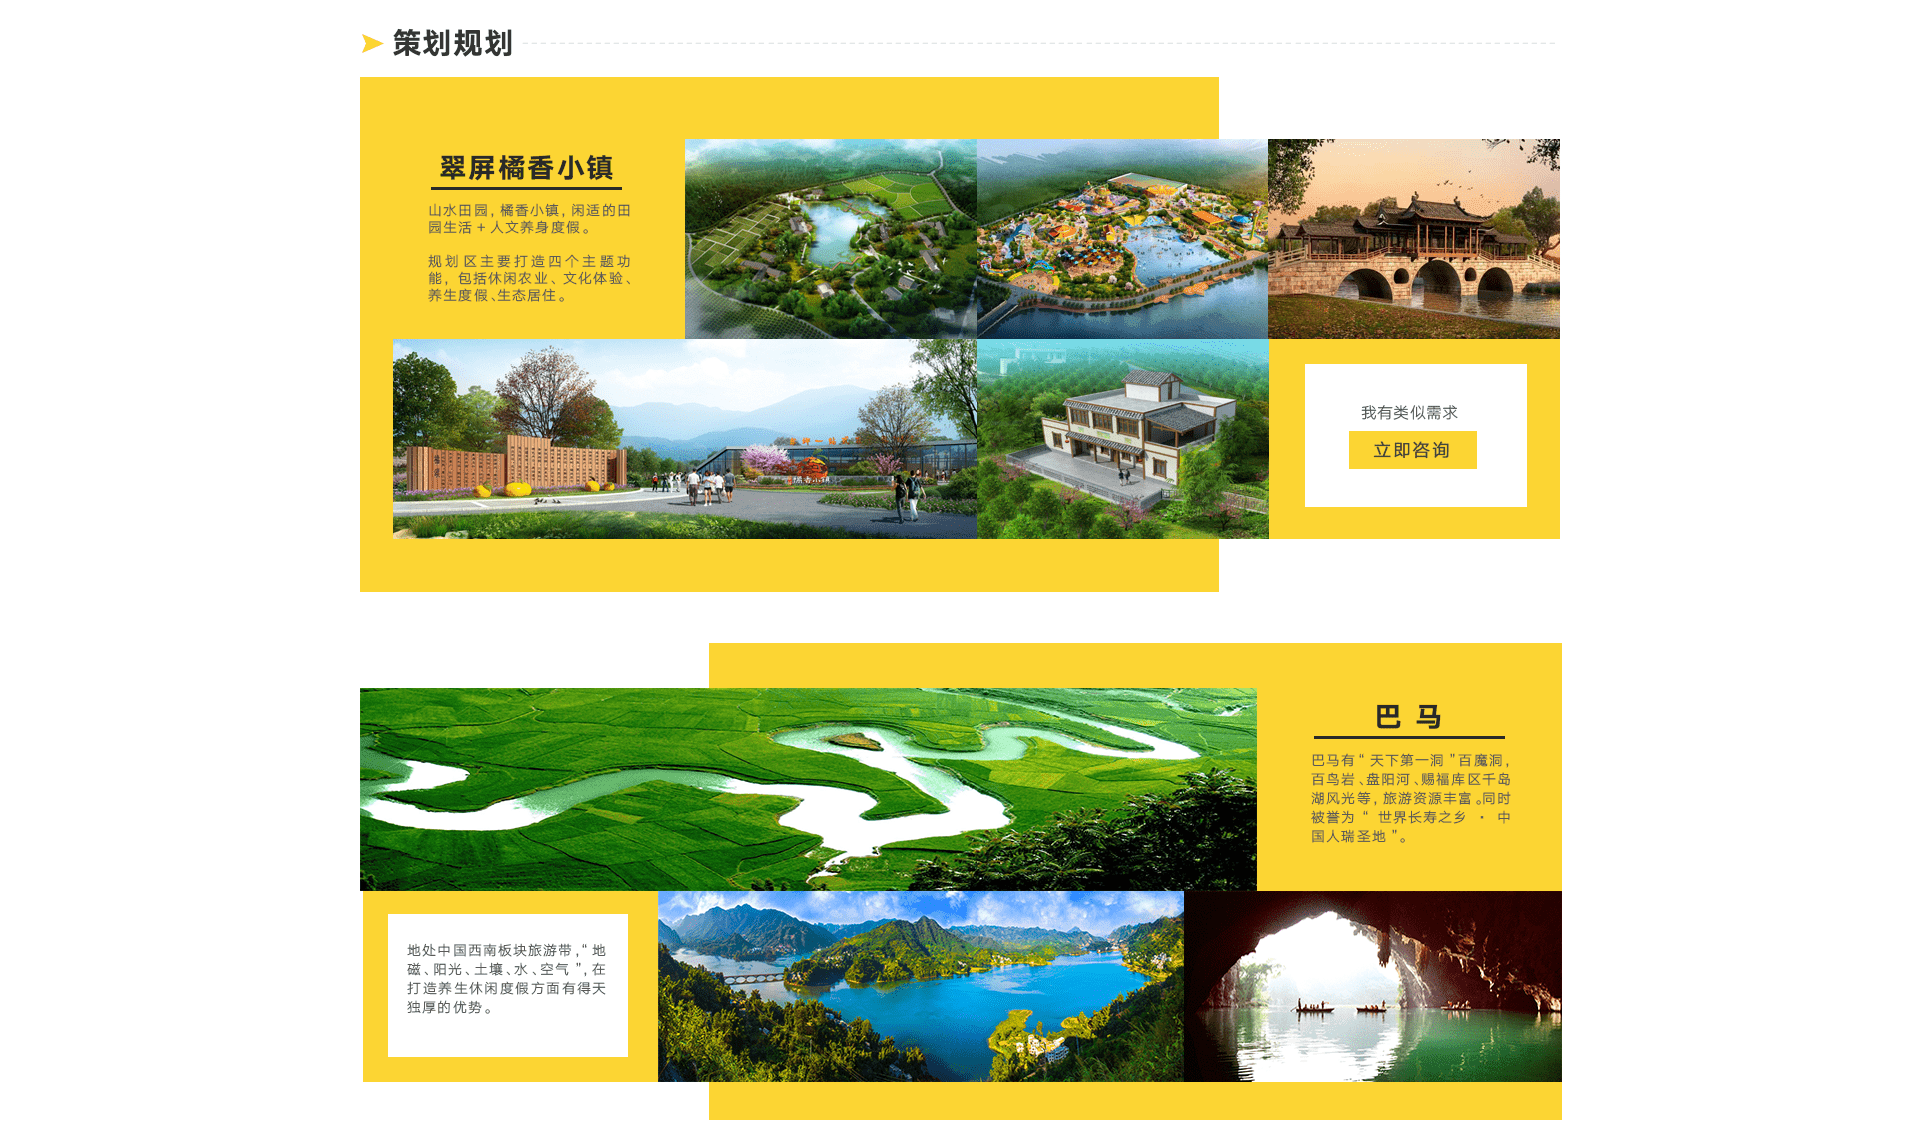 策划规划
翠屏橘香小镇
山水田园，橘香小镇，闲适的田
园生活 + 人文养身度假。
规划区主要打造四个主题功
能，包括休闲农业、文化体验、
养生度假、生态居住。
橘香小镇
我有类似需求
立即咨询
巴 马
巴马有“ 天下第一洞 ”百魔洞，
百鸟岩、盘阳河、赐福库区千岛
湖风光等，旅游资源丰富。同时
被誉为 “ 世界长寿之乡 · 中
国人瑞圣地 ”。
地处中国西南板块旅游带，“ 地
磁、阳光、土壤、水、空气 ”，在
打造养生休闲度假方面有得天
独厚的优势。